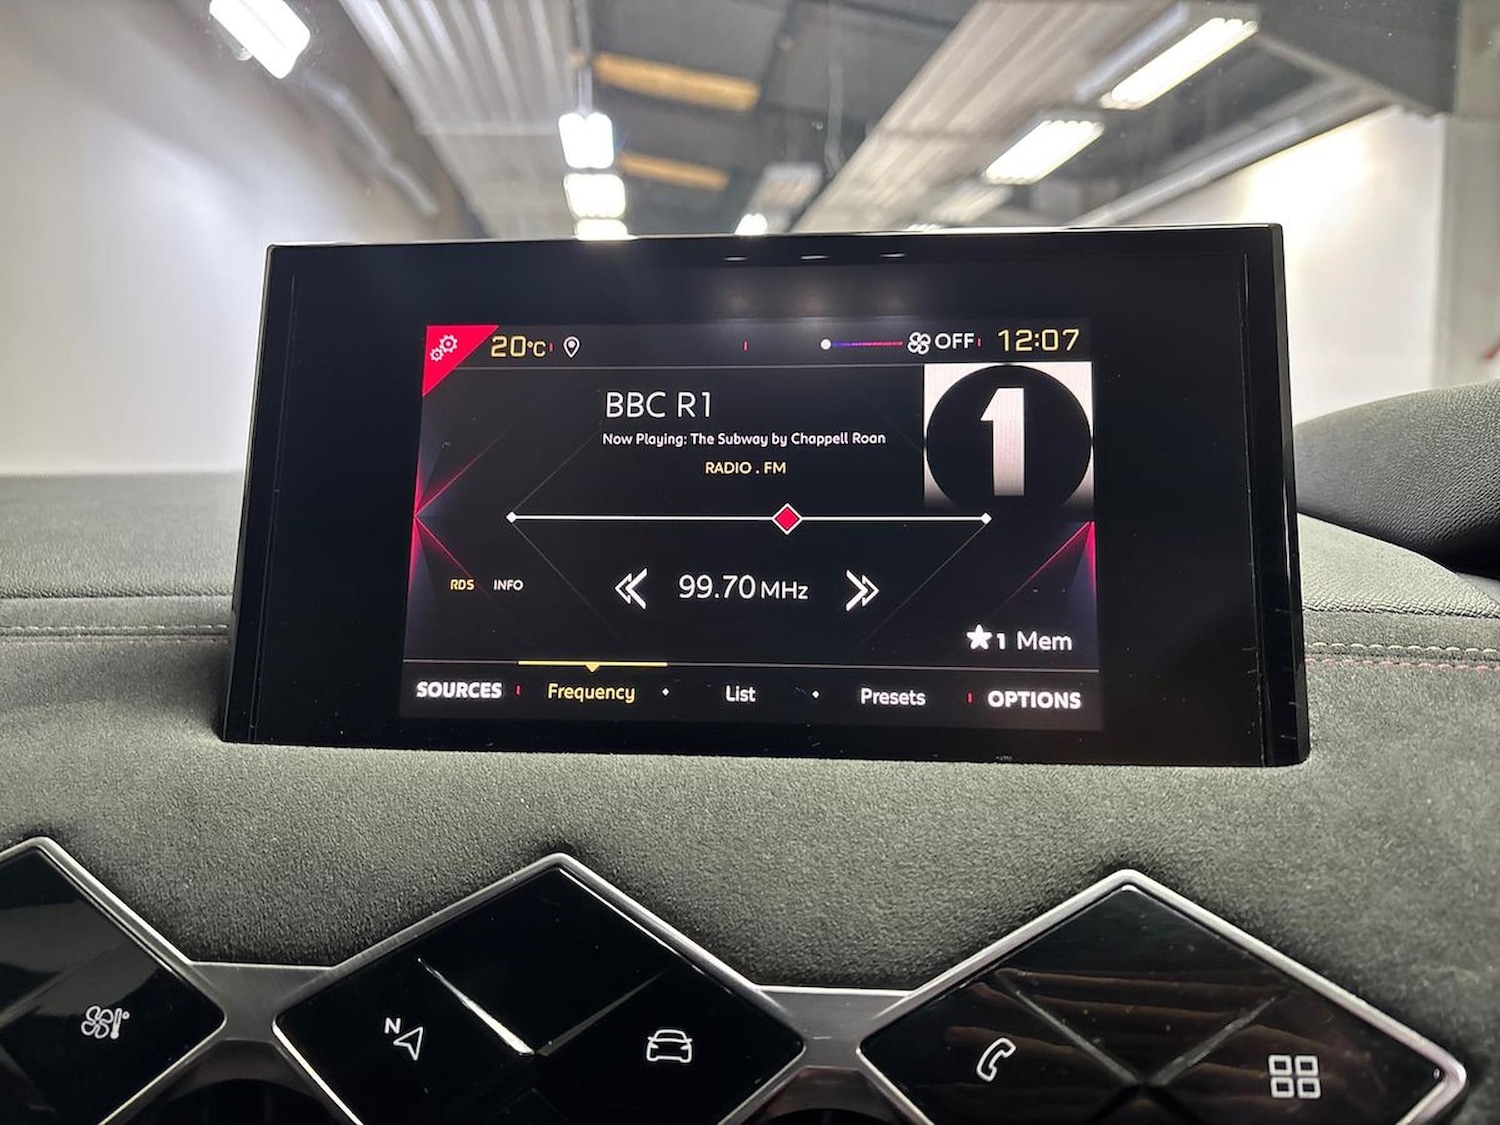 20°C OFF 12:07
BBC R1
1
Now Playing: The Subway by Chappell Roan
RADIO . FM
RDS INFO 99.70 MHz
1 Mem
SOURCES Frequency List Presets OPTIONS
N